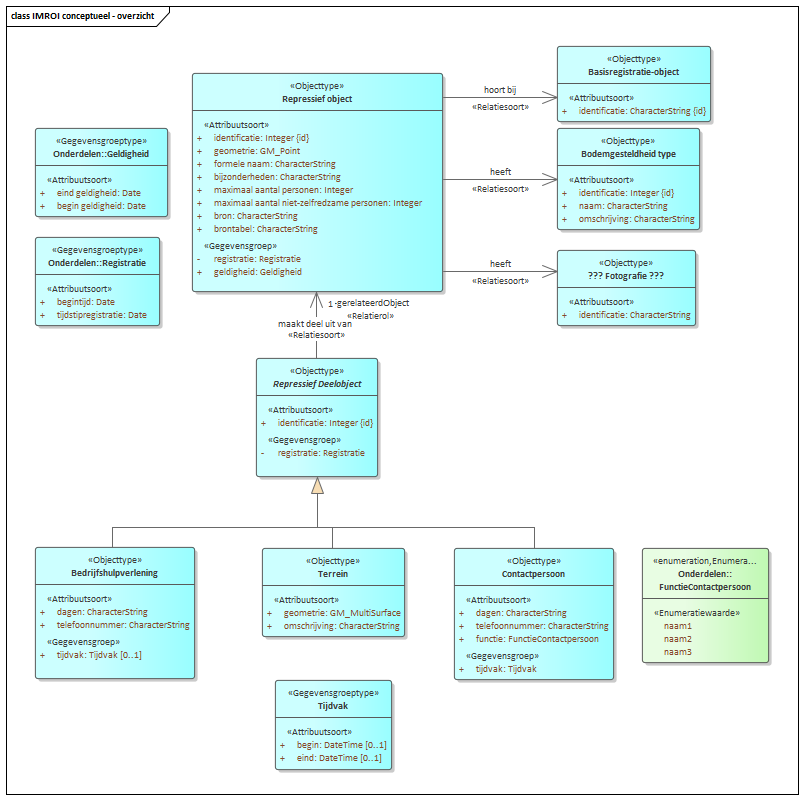 class IMROI conceptueel - overzicht
«Objecttype»
Repressief object
«Attribuutsoort»
+ identificatie: Integer {id}
+ geometrie: GM_Point
+ formele naam: CharacterString
+ bijzonderheden: CharacterString
+ maximaal aantal personen: Integer
+ maximaal aantal niet-zelfredzame personen: Integer
+ bron: CharacterString
+ brontabel: CharacterString
«Gegevensgroep»
- registratie: Registratie
+ geldigheid: Geldigheid
hoort bij
«Relatiesoort»
«Objecttype»
Basisregistratie-object
«Attribuutsoort»
+ identificatie: CharacterString {id}
«Gegevensgroeptype»
Onderdelen::Geldigheid
«Attribuutsoort»
+ eind geldigheid: Date
+ begin geldigheid: Date
heeft
«Relatiesoort»
«Objecttype»
Bodemgesteldheid type
«Attribuutsoort»
+ identificatie: Integer {id}
+ naam: CharacterString
+ omschrijving: CharacterString
«Gegevensgroeptype»
Onderdelen::Registratie
«Attribuutsoort»
+ begintijd: Date
+ tijdstipregistratie: Date
heeft
«Relatiesoort»
«Objecttype»
??? Fotografie ???
«Attribuutsoort»
+ identificatie: CharacterString
1 -gerelateerdObject
«Relatierol»
maakt deel uit van
«Relatiesoort»
«Objecttype»
Repressief Deelobject
«Attribuutsoort»
+ identificatie: Integer {id}
«Gegevensgroep»
- registratie: Registratie
«Objecttype»
Bedrijfshulpverlening
«Attribuutsoort»
+ dagen: CharacterString
+ telefoonnummer: CharacterString
«Gegevensgroep»
+ tijdvak: Tijdvak [0..1]
«Objecttype»
Terrein
«Attribuutsoort»
+ geometrie: GM_MultiSurface
+ omschrijving: CharacterString
«Objecttype»
Contactpersoon
«Attribuutsoort»
+ dagen: CharacterString
+ telefoonnummer: CharacterString
+ functie: FunctieContactpersoon
«Gegevensgroep»
+ tijdvak: Tijdvak
«enumeration,Enumera...
Onderdelen::
FunctieContactpersoon
«Enumeratiewaarde»
naam1
naam2
naam3
«Gegevensgroeptype»
Tijdvak
«Attribuutsoort»
+ begin: DateTime [0..1]
+ eind: DateTime [0..1]